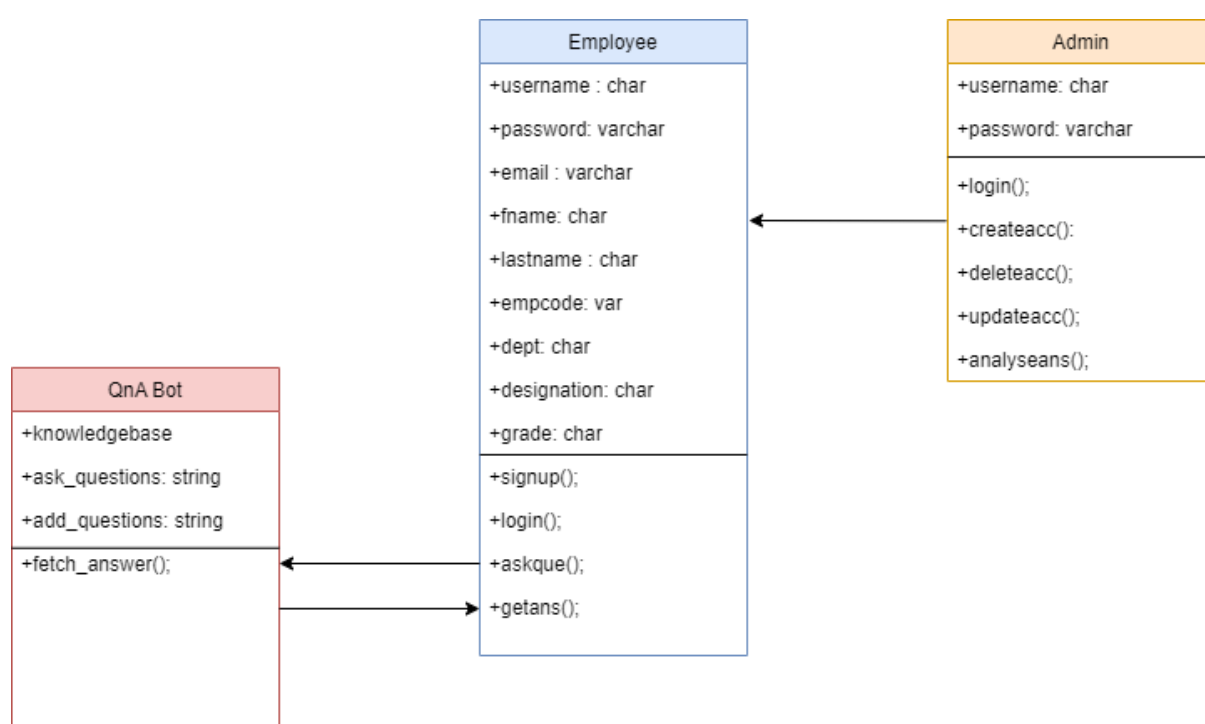 Employee
+username : char
+password: varchar
+email : varchar
+fname: char
+lastname : char
+empcode: var
+dept: char
+designation: char
+grade: char
+signup();
+login();
+askque();
+getans();
Admin
+username: char
+password: varchar
+login();
+createacc():
+deleteacc();
+updateacc();
+analyseans();
QnA Bot
+knowledgebase
+ask_questions: string
+add_questions: string
+fetch_answer();